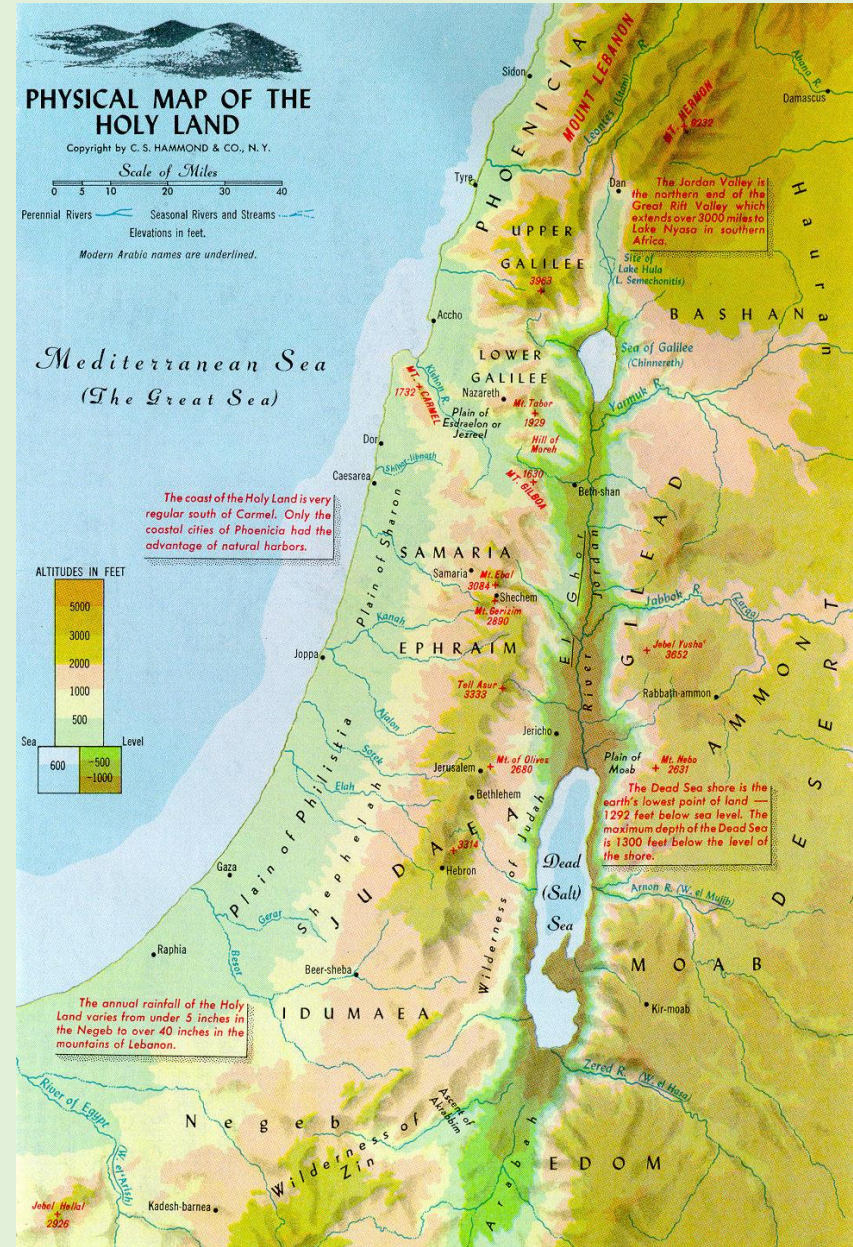 PHYSICAL MAP OF THE
HOLY LAND
Copyright by C. S. HAMMOND & CO., N. Y.
Scale of Miles
0 5 10 20 30 40
Perennial Rivers
Seasonal Rivers and Streams
Elevations in feet.
Modern Arabic names are underlined.
Mediterranean Sea
(The Great Sea)
Sidon
PHOENICIA
MOUNT LEBANON
Leontes (Litani) R.
MT. HERMON
9232
Abana R.
Damascus
Tyre
Dan
The Jordan Valley is
the northern end of the
Great Rift Valley which
extends over 3000 miles to
Lake Nyasa in southern
Africa.
Hauran
UPPER
GALILEE
3963
Site of
Lake Hula
(L. Semechonitis)
BASHAN
Accho
LOWER
GALILEE
Sea of Galilee
(Chinnereth)
Kishon R.
MT. CARMEL
1732
Nazareth
Mt. Tabor
1929
Yarmuk R.
Plain of
Esdraelon or
Jezreel
Hill of
Moreh
Dor
Shihor-libnath
1630
MT. GILBOA
Caesarea
Beth-shan
The coast of the Holy Land is very
regular south of Carmel. Only the
coastal cities of Phoenicia had the
advantage of natural harbors.
Plain of Sharon
GILEAD
SAMARIA
Samaria
Mt. Ebal
3084
Shechem
Mt. Gerizim
2890
El Ghor
River Jordan
Jabbok R.
(Zarqa)
Kanah
EPHRAIM
Jebel Yusha'
3652
Joppa
Tell Asur
3333
Rabbath-ammon
AMMON
DESERT
ALTITUDES IN FEET
5000
3000
2000
1000
500
Sea
Level
600
-500
-1000
Ajalon
Jericho
Plain of
Moab
Mt. Nebo
2631
Sorek
Jerusalem
Mt. of Olives
2680
Elah
Bethlehem
The Dead Sea shore is the
earth's lowest point of land —
1292 feet below sea level. The
maximum depth of the Dead Sea
is 1300 feet below the level of
the shore.
Plain of Philistia
Shephelah
JUDAEA
Wilderness of Judah
3314
Hebron
Dead
(Salt)
Sea
Gaza
Arnon R. (W. el Mujib)
Gerar
Besor
Raphia
Beer-sheba
MOAB
Kir-moab
The annual rainfall of the Holy
Land varies from under 5 inches in
the Negeb to over 40 inches in the
mountains of Lebanon.
IDUMAEA
Zered R. (W. el Hasa)
River of Egypt
(W. el 'Arish)
Negeb
Ascent of
Akrabbim
Wilderness of
Zin
Arabah
EDOM
Jebel Hellal
2926
Kadesh-barnea